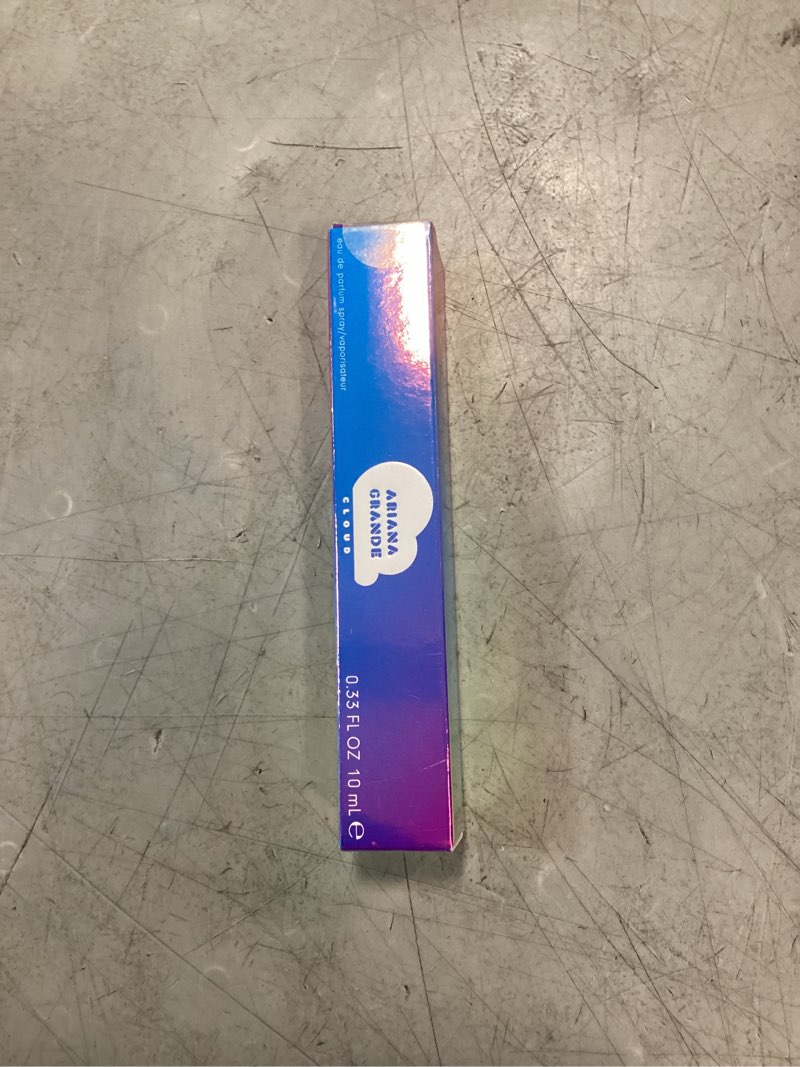 eau de parfum spray/vaporisateur
ARIANA
GRANDE
CLOUD
0.33 FL OZ 10 mL ℮